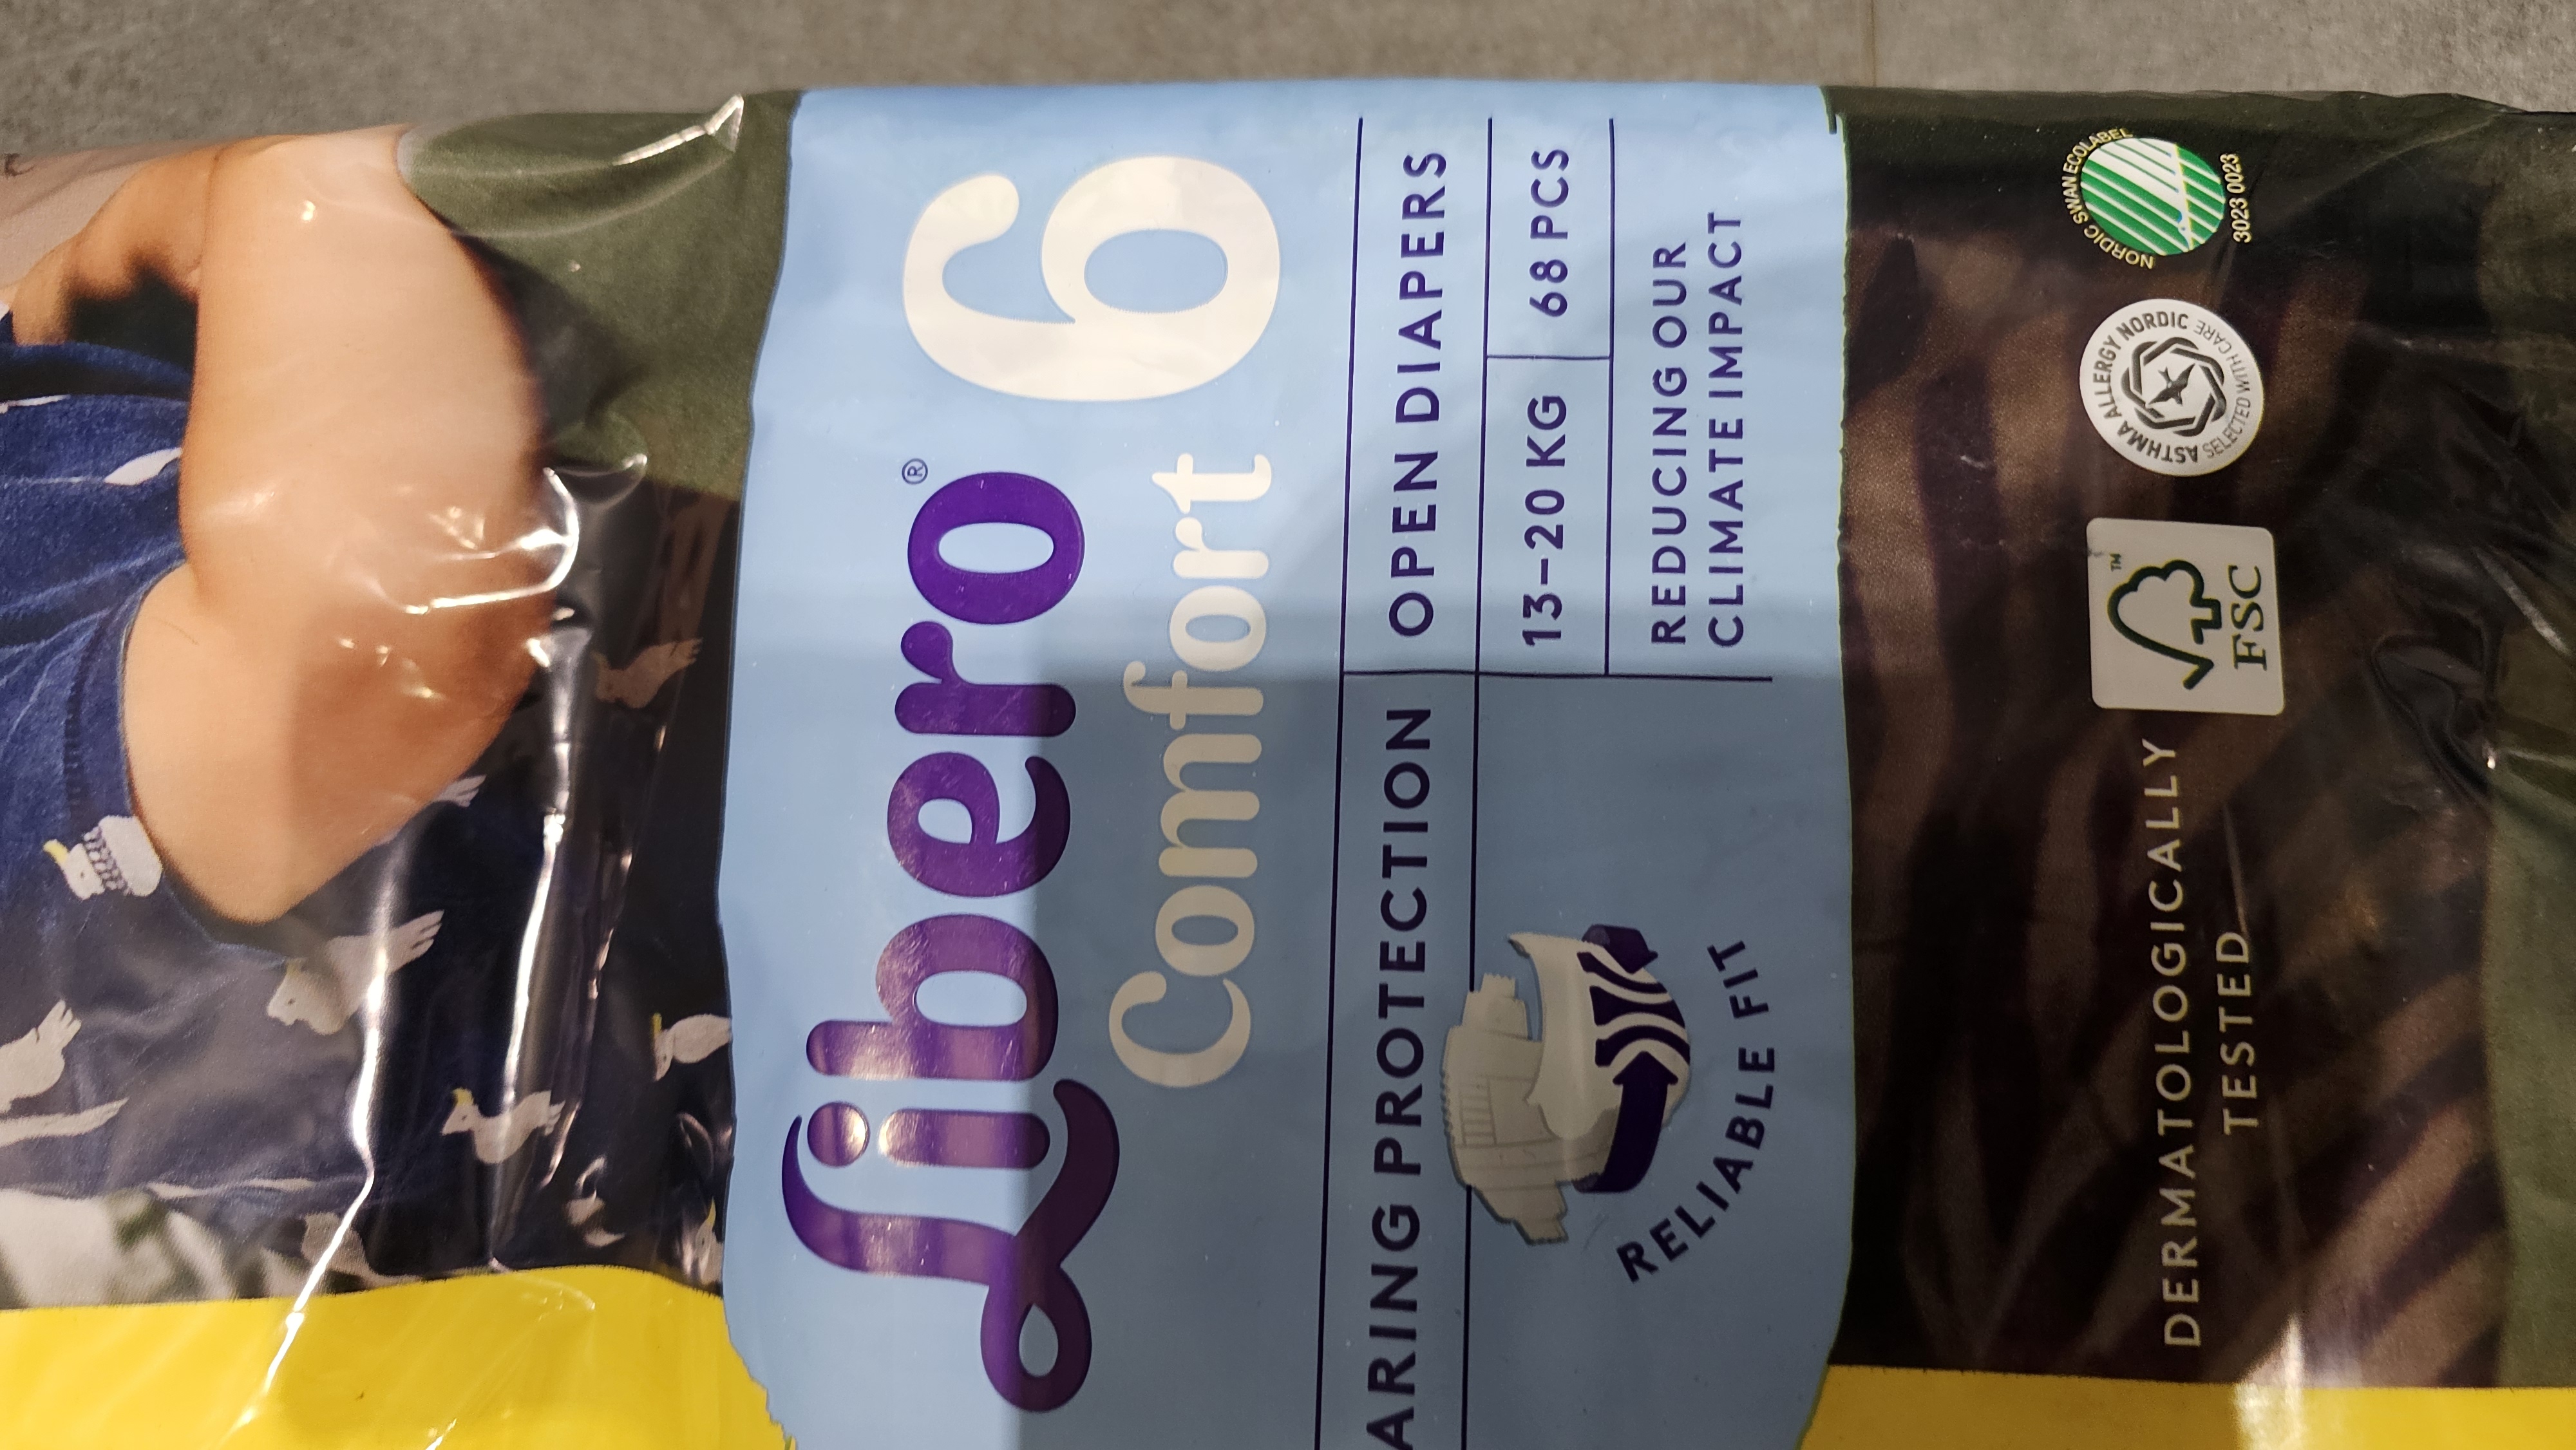 Libero®
Comfort 6
ARING PROTECTION
OPEN DIAPERS
13-20 KG
68 PCS
REDUCING OUR
CLIMATE IMPACT
RELIABLE FIT
DERMATOLOGICALLY
TESTED
FSC™
ASTHMA ALLERGY NORDIC
SELECTED WITH CARE
NORDIC SWAN ECOLABEL
3023 0023